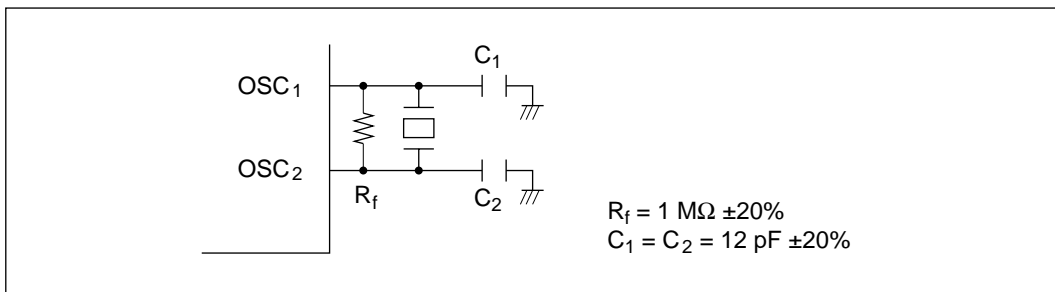 C1
OSC1
OSC2
Rf
C2
Rf = 1 MΩ ±20%
C1 = C2 = 12 pF ±20%